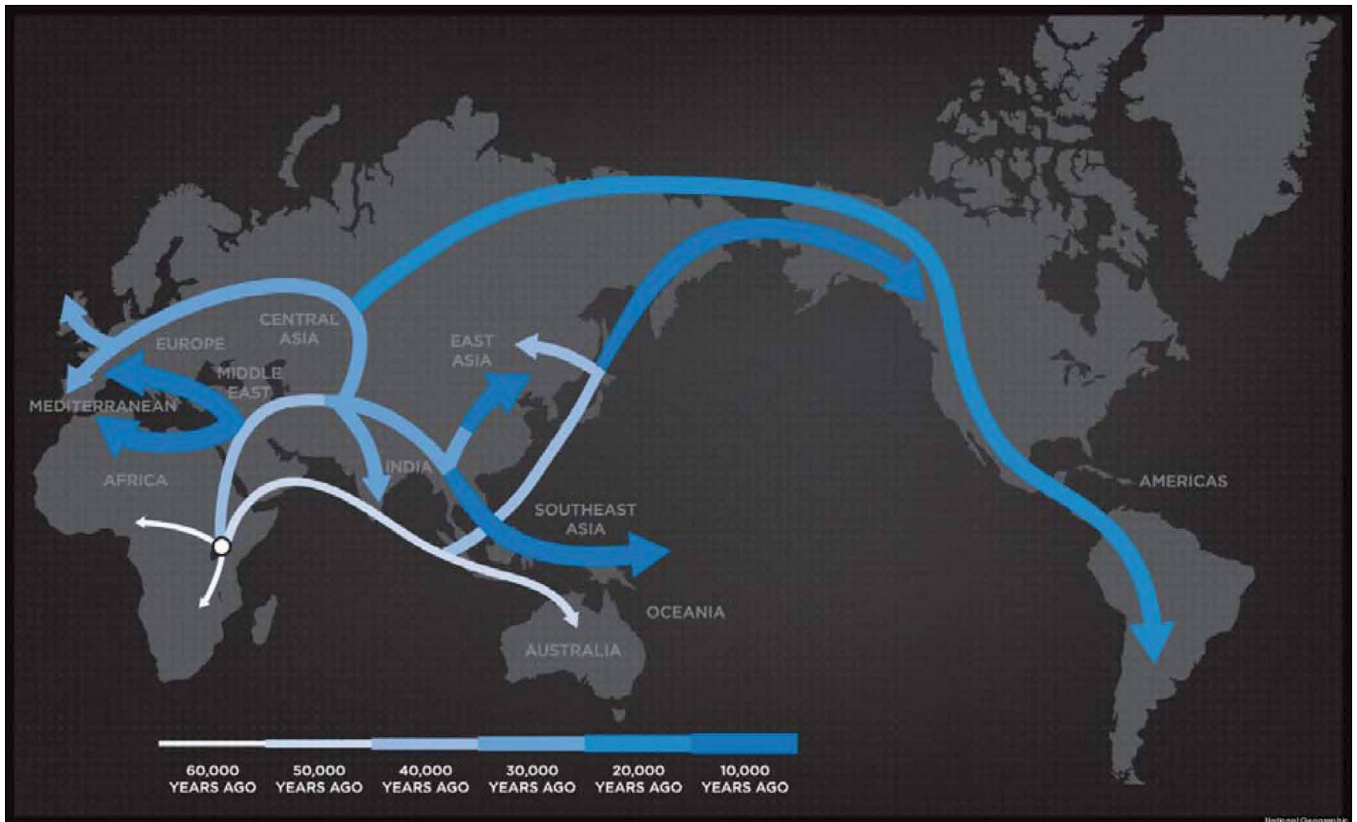 CENTRAL
ASIA
EUROPE
EAST
ASIA
MIDDLE
EAST
MEDITERRANEAN
INDIA
AFRICA
AMERICAS
SOUTHEAST
ASIA
OCEANIA
AUSTRALIA
60,000
YEARS AGO
50,000
YEARS AGO
40,000
YEARS AGO
30,000
YEARS AGO
20,000
YEARS AGO
10,000
YEARS AGO
National Geographic